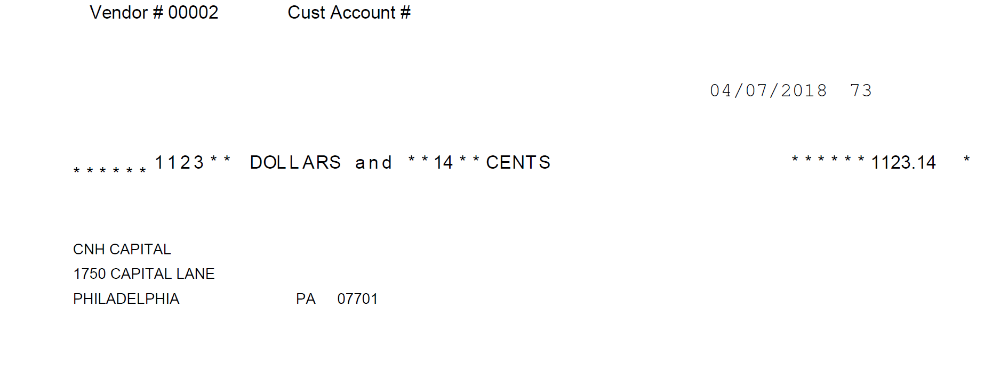 Vendor # 00002 Cust Account #
04/07/2018 73
******1123** DOLLARS and **14**CENTS ******1123.14 *
CNH CAPITAL
1750 CAPITAL LANE
PHILADELPHIA PA 07701